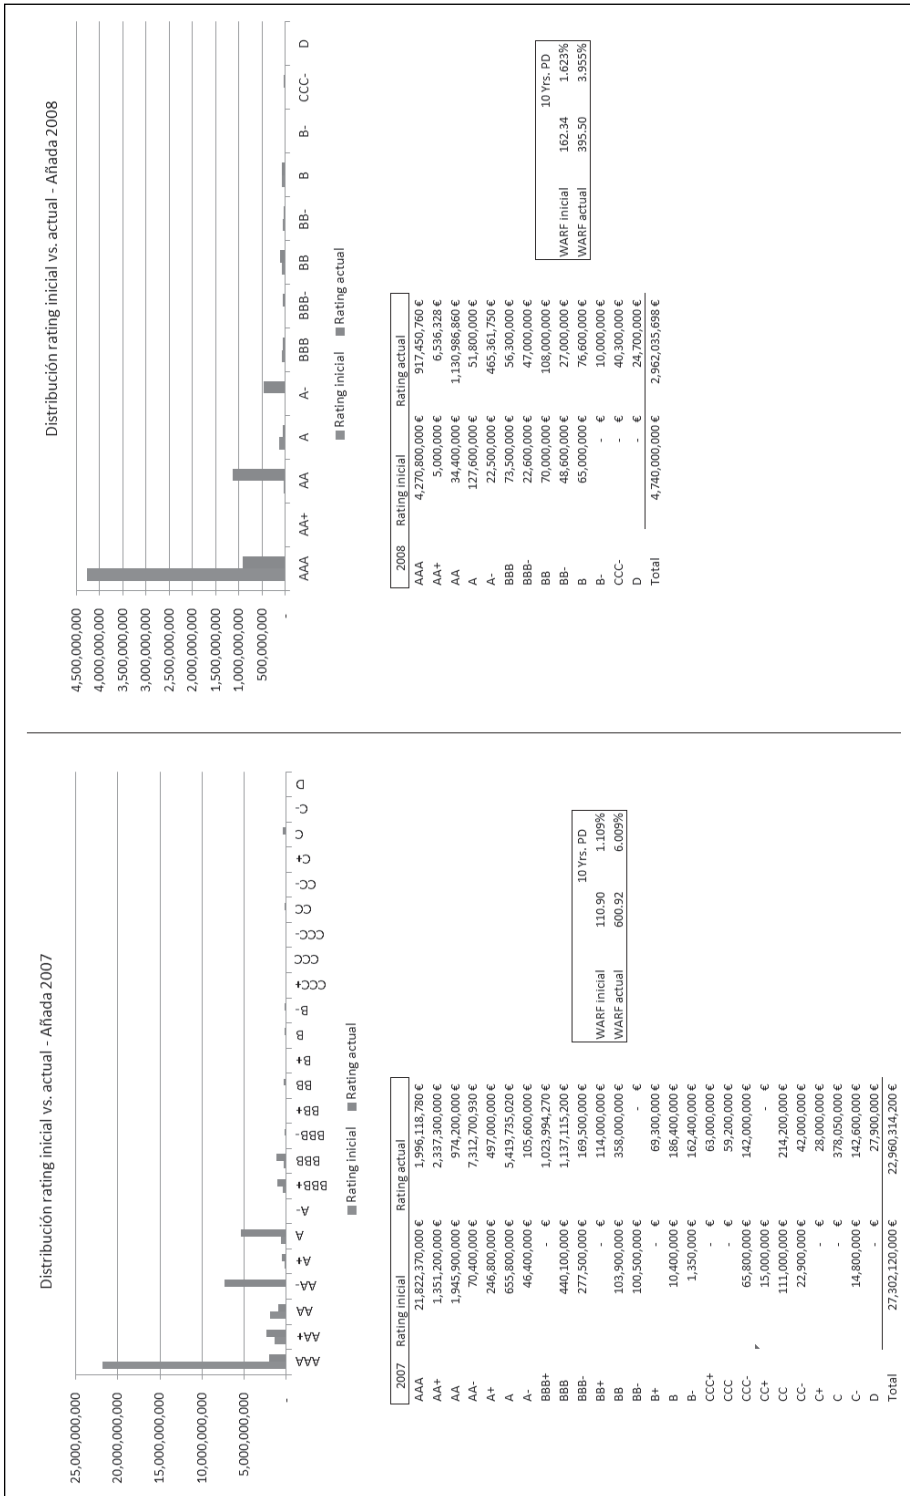 Distribución rating inicial vs. actual - Añada 2007
25,000,000,000
20,000,000,000
15,000,000,000
10,000,000,000
5,000,000,000
-
AAA AA+ AA AA- A+ A A- BBB+ BBB BBB- BB+ BB B+ B B- CCC+ CCC CCC- CC CC- C+ C C- D
Rating inicial Rating actual
2007 Rating inicial Rating actual
AAA 21,822,370,000 € 1,996,118,780 €
AA+ 1,351,200,000 € 2,337,300,000 €
AA 1,945,900,000 € 974,200,000 €
AA- 70,400,000 € 7,312,700,930 €
A+ 246,800,000 € 497,000,000 €
A 655,800,000 € 5,419,735,020 €
A- 46,400,000 € 105,600,000 €
BBB+ - € 1,023,994,270 €
BBB 440,100,000 € 1,137,115,200 €
BBB- 277,500,000 € 169,500,000 €
BB+ - € 114,000,000 €
BB 103,900,000 € 358,000,000 €
BB- 100,500,000 € - €
B+ - € 69,300,000 €
B 10,400,000 € 186,400,000 €
B- 1,350,000 € 162,400,000 €
CCC+ - € 63,000,000 €
CCC - € 59,200,000 €
CCC- 65,800,000 € 142,000,000 €
CC+ 15,000,000 € - €
CC 111,000,000 € 214,200,000 €
CC- 22,900,000 € 42,000,000 €
C+ - € 28,000,000 €
C - € 378,050,000 €
C- 14,800,000 € 142,600,000 €
D - € 27,900,000 €
Total 27,302,120,000 € 22,960,314,200 €
10 Yrs. PD
WARF inicial 110.90 1.109%
WARF actual 600.92 6.009%
Distribución rating inicial vs. actual - Añada 2008
4,500,000,000
4,000,000,000
3,500,000,000
3,000,000,000
2,500,000,000
2,000,000,000
1,500,000,000
1,000,000,000
500,000,000
-
AAA AA+ AA A A- BBB BBB- BB BB- B B- CCC- D
Rating inicial Rating actual
2008 Rating inicial Rating actual
AAA 4,270,800,000 € 917,450,760 €
AA+ 5,000,000 € 6,536,328 €
AA 34,400,000 € 1,130,986,860 €
A 127,600,000 € 51,800,000 €
A- 22,500,000 € 465,361,750 €
BBB 73,500,000 € 56,300,000 €
BBB- 22,600,000 € 47,000,000 €
BB 70,000,000 € 108,000,000 €
BB- 48,600,000 € 27,000,000 €
B 65,000,000 € 76,600,000 €
B- - € 10,000,000 €
CCC- - € 40,300,000 €
D - € 24,700,000 €
Total 4,740,000,000 € 2,962,035,698 €
10 Yrs. PD
WARF inicial 162.34 1.623%
WARF actual 395.50 3.955%